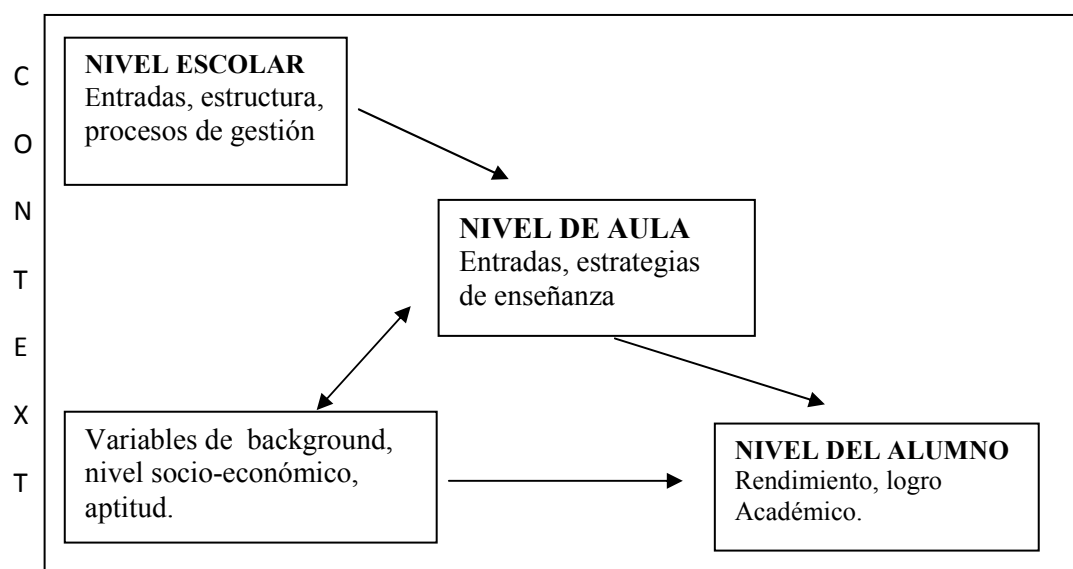 C
O
N
T
E
X
T
NIVEL ESCOLAR
Entradas, estructura,
procesos de gestión
NIVEL DE AULA
Entradas, estrategias
de enseñanza
Variables de background,
nivel socio-económico,
aptitud.
NIVEL DEL ALUMNO
Rendimiento, logro
Académico.